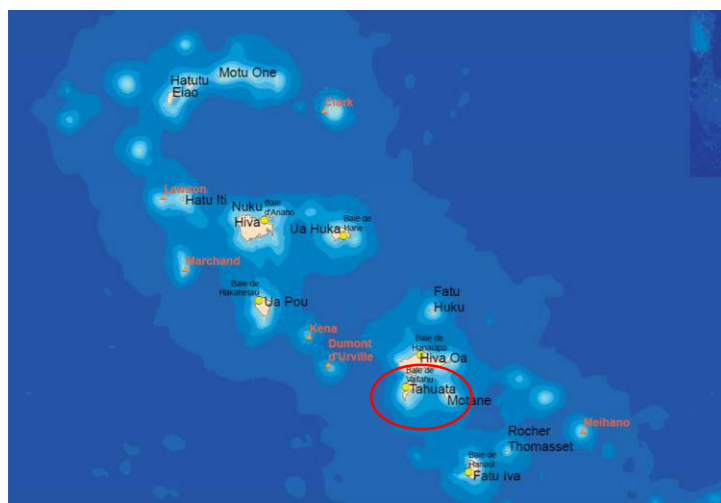 Motu One
Hatutu
Eiao
Clark
Lawson
Hatu Iti
Nuku
Hiva
Baie
d'Anaho
Ua Huka
Baie de
Hane
Marchand
Baie de
Hakahetau
Ua Pou
Fatu
Huku
Kena
Dumont
d'Urville
Baie de
Hanaiapa
Hiva Oa
Baie de
Vaitahu
Tahuata
Motane
Meihano
Rocher
Thomasset
Baie de
Hanaui
Fatu Iva